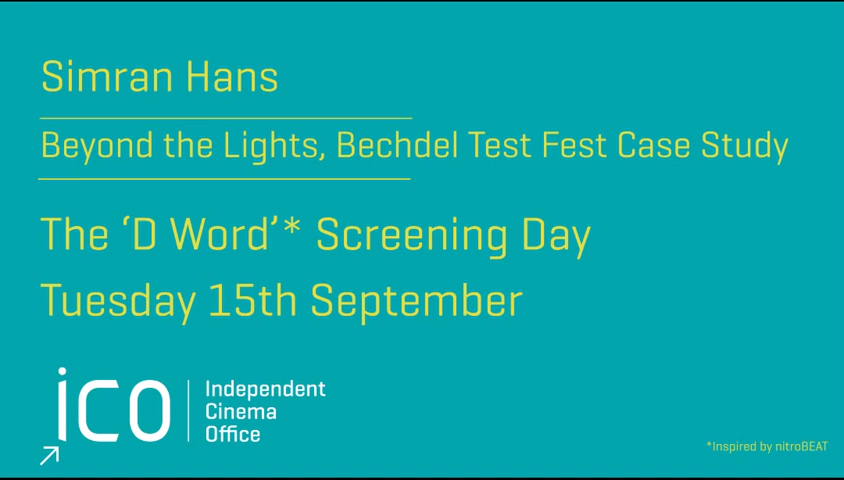 Simran Hans
Beyond the Lights, Bechdel Test Fest Case Study
The ‘D Word’* Screening Day
Tuesday 15th September
ico
Independent
Cinema
Office
*Inspired by nitroBEAT